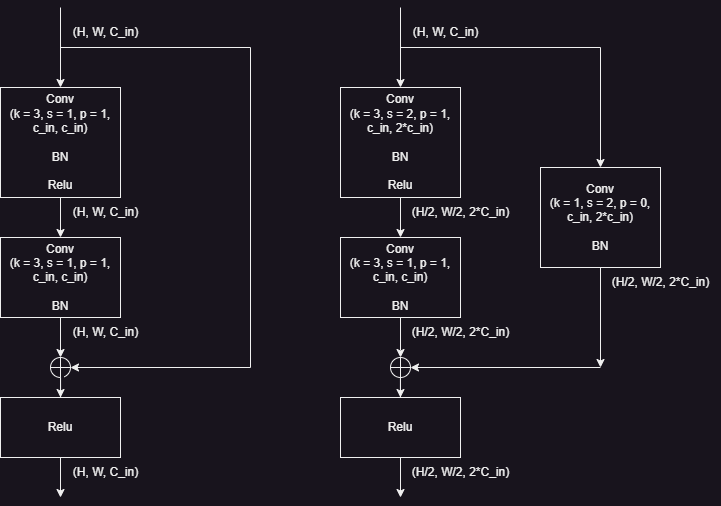 (H, W, C_in)
Conv
(k = 3, s = 1, p = 1,
c_in, c_in)
BN
Relu
(H, W, C_in)
Conv
(k = 3, s = 1, p = 1,
c_in, c_in)
BN
(H, W, C_in)
Relu
(H, W, C_in)
(H, W, C_in)
Conv
(k = 3, s = 2, p = 1,
c_in, 2*c_in)
BN
Relu
(H/2, W/2, 2*C_in)
Conv
(k = 3, s = 1, p = 1,
c_in, c_in)
BN
(H/2, W/2, 2*C_in)
Conv
(k = 1, s = 2, p = 0,
c_in, 2*c_in)
BN
(H/2, W/2, 2*C_in)
Relu
(H/2, W/2, 2*C_in)